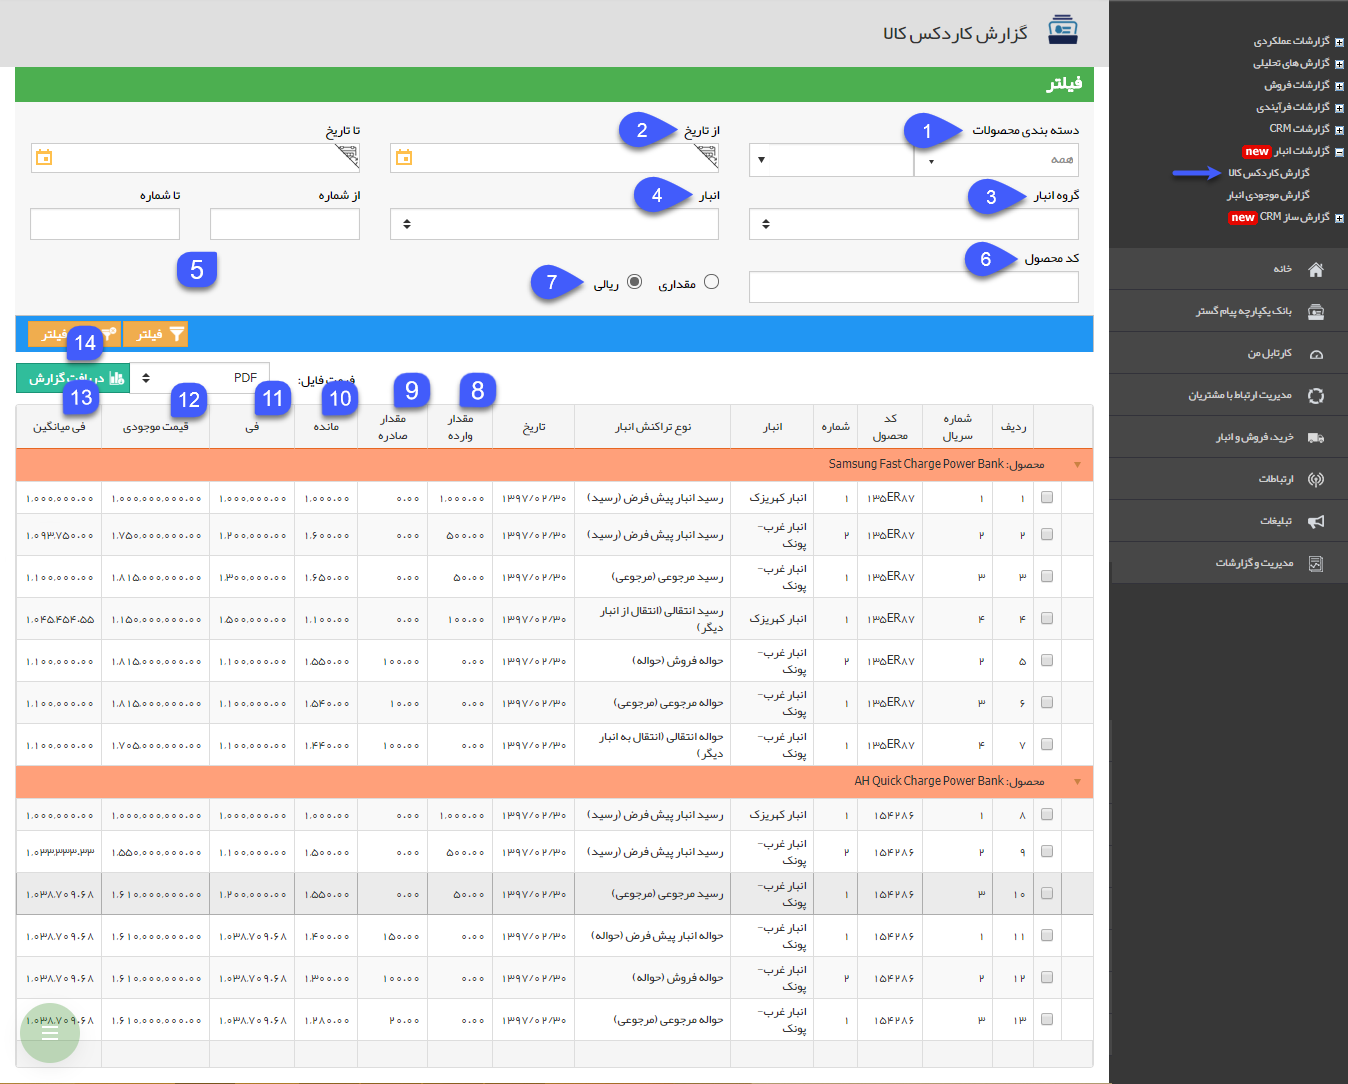 گزارش کاردکس کالا
گزارشات عملکردی
گزارش های تحلیلی
گزارشات فروش
گزارشات فرآیندی
گزارشات CRM
گزارشات انبار new
گزارش کاردکس کالا
گزارش موجودی انبار
گزارش ساز CRM new
خانه
بانک یکپارچه پیام گستر
کارتابل من
مدیریت ارتباط با مشتریان
خرید، فروش و انبار
ارتباطات
تبلیغات
مدیریت و گزارشات
فیلتر
دسته بندی محصولات 1 از تاریخ 2 تا تاریخ
همه
گروه انبار 3 انبار 4 از شماره تا شماره
5
کد محصول 6
مقداری ریالی 7
فیلتر فیلتر
14
فرمت فایل: PDF دریافت گزارش
8 9 10 11 12 13
ردیف شماره سریال کد محصول شماره انبار نوع تراکنش انبار تاریخ مقدار وارده مقدار صادره مانده فی قیمت موجودی فی میانگین
محصول: Samsung Fast Charge Power Bank
۱ ۱ ۱۳۵ER۸۷ ۱ انبار کهریزک رسید انبار پیش فرض (رسید) ۱۳۹۷/۰۲/۳۰ ۱,۰۰۰.۰۰ ۰.۰۰ ۱,۰۰۰.۰۰ ۱,۰۰۰,۰۰۰.۰۰ ۱,۰۰۰,۰۰۰,۰۰۰.۰۰ ۱,۰۰۰,۰۰۰.۰۰
۲ ۲ ۱۳۵ER۸۷ ۲ انبار غرب-پونک رسید انبار پیش فرض (رسید) ۱۳۹۷/۰۲/۳۰ ۵۰۰.۰۰ ۰.۰۰ ۱,۶۰۰.۰۰ ۱,۲۰۰,۰۰۰.۰۰ ۱,۷۵۰,۰۰۰,۰۰۰.۰۰ ۱,۰۹۳,۷۵۰.۰۰
۳ ۳ ۱۳۵ER۸۷ ۱ انبار غرب-پونک رسید مرجوعی (مرجوعی) ۱۳۹۷/۰۲/۳۰ ۵۰.۰۰ ۰.۰۰ ۱,۶۵۰.۰۰ ۱,۳۰۰,۰۰۰.۰۰ ۱,۸۱۵,۰۰۰,۰۰۰.۰۰ ۱,۱۰۰,۰۰۰.۰۰
۴ ۴ ۱۳۵ER۸۷ ۱ انبار کهریزک رسید انتقالی (انتقال از انبار دیگر) ۱۳۹۷/۰۲/۳۰ ۱۰۰.۰۰ ۰.۰۰ ۱,۱۰۰.۰۰ ۱,۵۰۰,۰۰۰.۰۰ ۱,۱۵۰,۰۰۰,۰۰۰.۰۰ ۱,۰۴۵,۴۵۴.۵۵
۵ ۲ ۱۳۵ER۸۷ ۲ انبار غرب-پونک حواله فروش (حواله) ۱۳۹۷/۰۲/۳۰ ۰.۰۰ ۱۰۰.۰۰ ۱,۵۵۰.۰۰ ۱,۱۰۰,۰۰۰.۰۰ ۱,۸۱۵,۰۰۰,۰۰۰.۰۰ ۱,۱۰۰,۰۰۰.۰۰
۶ ۳ ۱۳۵ER۸۷ ۱ انبار غرب-پونک حواله مرجوعی (مرجوعی) ۱۳۹۷/۰۲/۳۰ ۰.۰۰ ۱۰.۰۰ ۱,۵۴۰.۰۰ ۱,۱۰۰,۰۰۰.۰۰ ۱,۸۱۵,۰۰۰,۰۰۰.۰۰ ۱,۱۰۰,۰۰۰.۰۰
۷ ۴ ۱۳۵ER۸۷ ۱ انبار غرب-پونک حواله انتقالی (انتقال به انبار دیگر) ۱۳۹۷/۰۲/۳۰ ۰.۰۰ ۱۰۰.۰۰ ۱,۴۴۰.۰۰ ۱,۱۰۰,۰۰۰.۰۰ ۱,۷۰۵,۰۰۰,۰۰۰.۰۰ ۱,۱۰۰,۰۰۰.۰۰
محصول: AH Quick Charge Power Bank
۸ ۱ ۱۵۴۲۸۶ ۱ انبار کهریزک رسید انبار پیش فرض (رسید) ۱۳۹۷/۰۲/۳۰ ۱,۰۰۰.۰۰ ۰.۰۰ ۱,۰۰۰.۰۰ ۱,۰۰۰,۰۰۰.۰۰ ۱,۰۰۰,۰۰۰,۰۰۰.۰۰ ۱,۰۰۰,۰۰۰.۰۰
۹ ۲ ۱۵۴۲۸۶ ۲ انبار غرب-پونک رسید انبار پیش فرض (رسید) ۱۳۹۷/۰۲/۳۰ ۵۰۰.۰۰ ۰.۰۰ ۱,۵۰۰.۰۰ ۱,۱۰۰,۰۰۰.۰۰ ۱,۵۵۰,۰۰۰,۰۰۰.۰۰ ۱,۰۳۳,۳۳۳.۳۳
۱۰ ۳ ۱۵۴۲۸۶ ۱ انبار غرب-پونک رسید مرجوعی (مرجوعی) ۱۳۹۷/۰۲/۳۰ ۵۰.۰۰ ۰.۰۰ ۱,۵۵۰.۰۰ ۱,۲۰۰,۰۰۰.۰۰ ۱,۶۱۰,۰۰۰,۰۰۰.۰۰ ۱,۰۳۸,۷۰۹.۶۸
۱۱ ۱ ۱۵۴۲۸۶ ۱ انبار غرب-پونک حواله انبار پیش فرض (حواله) ۱۳۹۷/۰۲/۳۰ ۰.۰۰ ۱۵۰.۰۰ ۱,۴۰۰.۰۰ ۱,۰۳۸,۷۰۹.۶۸ ۱,۶۱۰,۰۰۰,۰۰۰.۰۰ ۱,۰۳۸,۷۰۹.۶۸
۱۲ ۲ ۱۵۴۲۸۶ ۲ انبار غرب-پونک حواله فروش (حواله) ۱۳۹۷/۰۲/۳۰ ۰.۰۰ ۱۰۰.۰۰ ۱,۳۰۰.۰۰ ۱,۰۳۸,۷۰۹.۶۸ ۱,۶۱۰,۰۰۰,۰۰۰.۰۰ ۱,۰۳۸,۷۰۹.۶۸
۱۳ ۳ ۱۵۴۲۸۶ ۱ انبار غرب-پونک حواله مرجوعی (مرجوعی) ۱۳۹۷/۰۲/۳۰ ۰.۰۰ ۲۰.۰۰ ۱,۲۸۰.۰۰ ۱,۰۳۸,۷۰۹.۶۸ ۱,۶۱۰,۰۰۰,۰۰۰.۰۰ ۱,۰۳۸,۷۰۹.۶۸